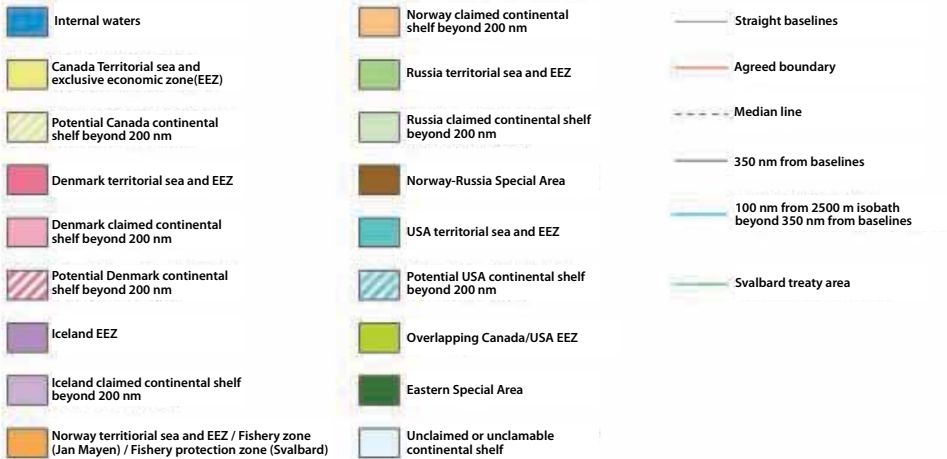 Internal waters
Canada Territorial sea and
exclusive economic zone(EEZ)
Potential Canada continental
shelf beyond 200 nm
Denmark territorial sea and EEZ
Denmark claimed continental
shelf beyond 200 nm
Potential Denmark continental
shelf beyond 200 nm
Iceland EEZ
Iceland claimed continental shelf
beyond 200 nm
Norway territiorial sea and EEZ / Fishery zone
(Jan Mayen) / Fishery protection zone (Svalbard)
Norway claimed continental
shelf beyond 200 nm
Russia territorial sea and EEZ
Russia claimed continental shelf
beyond 200 nm
Norway-Russia Special Area
USA territorial sea and EEZ
Potential USA continental shelf
beyond 200 nm
Overlapping Canada/USA EEZ
Eastern Special Area
Unclaimed or unclamable
continental shelf
Straight baselines
Agreed boundary
Median line
350 nm from baselines
100 nm from 2500 m isobath
beyond 350 nm from baselines
Svalbard treaty area